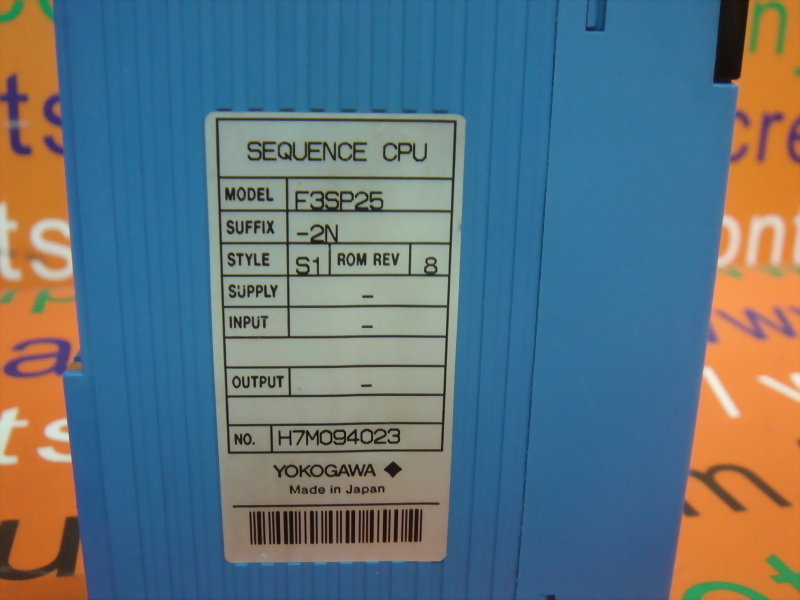 SEQUENCE CPU
MODEL F3SP25
SUFFIX -2N
STYLE S1 ROM REV 8
SUPPLY -
INPUT -
OUTPUT -
NO. H7M094023
YOKOGAWA
Made in Japan